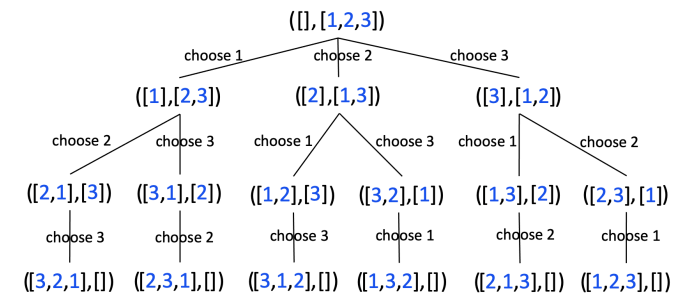 ([],[1,2,3])
choose 1 choose 2 choose 3
([1],[2,3]) ([2],[1,3]) ([3],[1,2])
choose 2 choose 3 choose 1 choose 3 choose 1 choose 2
([2,1],[3]) ([3,1],[2]) ([1,2],[3]) ([3,2],[1]) ([1,3],[2]) ([2,3],[1])
choose 3 choose 2 choose 3 choose 1 choose 2 choose 1
([3,2,1],[]) ([2,3,1],[]) ([3,1,2],[]) ([1,3,2],[]) ([2,1,3],[]) ([1,2,3],[])